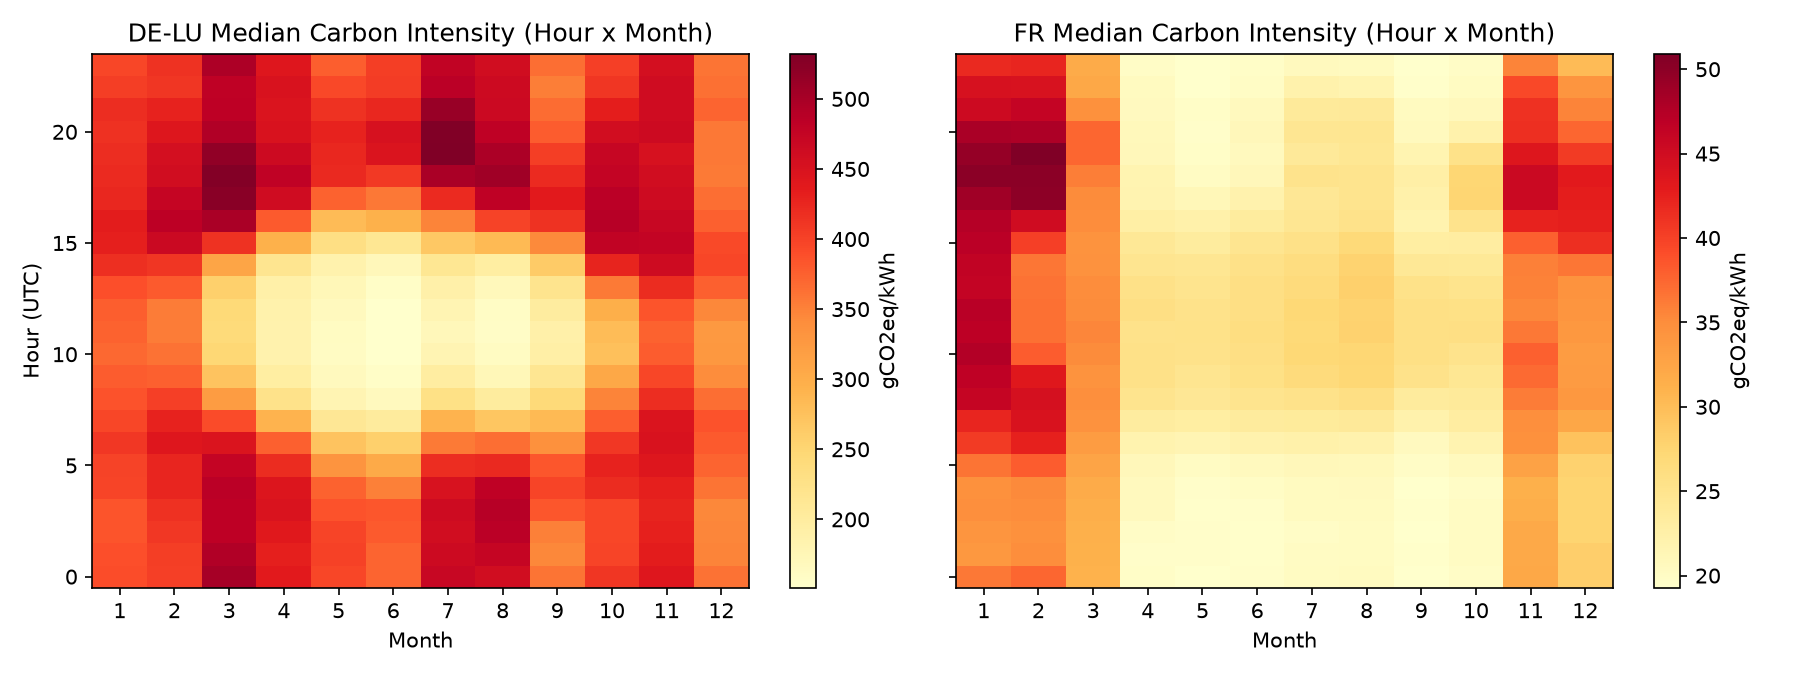 DE-LU Median Carbon Intensity (Hour x Month)
FR Median Carbon Intensity (Hour x Month)
Hour (UTC)
20
15
10
5
0
1 2 3 4 5 6 7 8 9 10 11 12
Month
500
450
400
350
300
250
200
gCO2eq/kWh
1 2 3 4 5 6 7 8 9 10 11 12
Month
50
45
40
35
30
25
20
gCO2eq/kWh